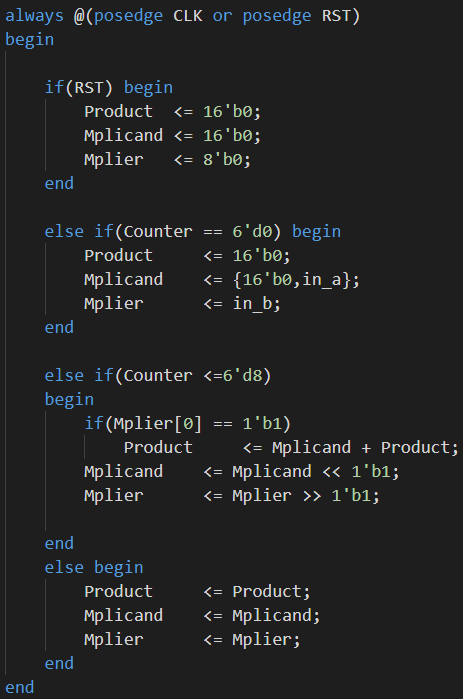 always @(posedge CLK or posedge RST)
begin
if(RST) begin
Product <= 16'b0;
Mplicand <= 16'b0;
Mplier <= 8'b0;
end
else if(Counter == 6'd0) begin
Product <= 16'b0;
Mplicand <= {16'b0,in_a};
Mplier <= in_b;
end
else if(Counter <=6'd8)
begin
if(Mplier[0] == 1'b1)
Product <= Mplicand + Product;
Mplicand <= Mplicand << 1'b1;
Mplier <= Mplier >> 1'b1;
end
else begin
Product <= Product;
Mplicand <= Mplicand;
Mplier <= Mplier;
end
end